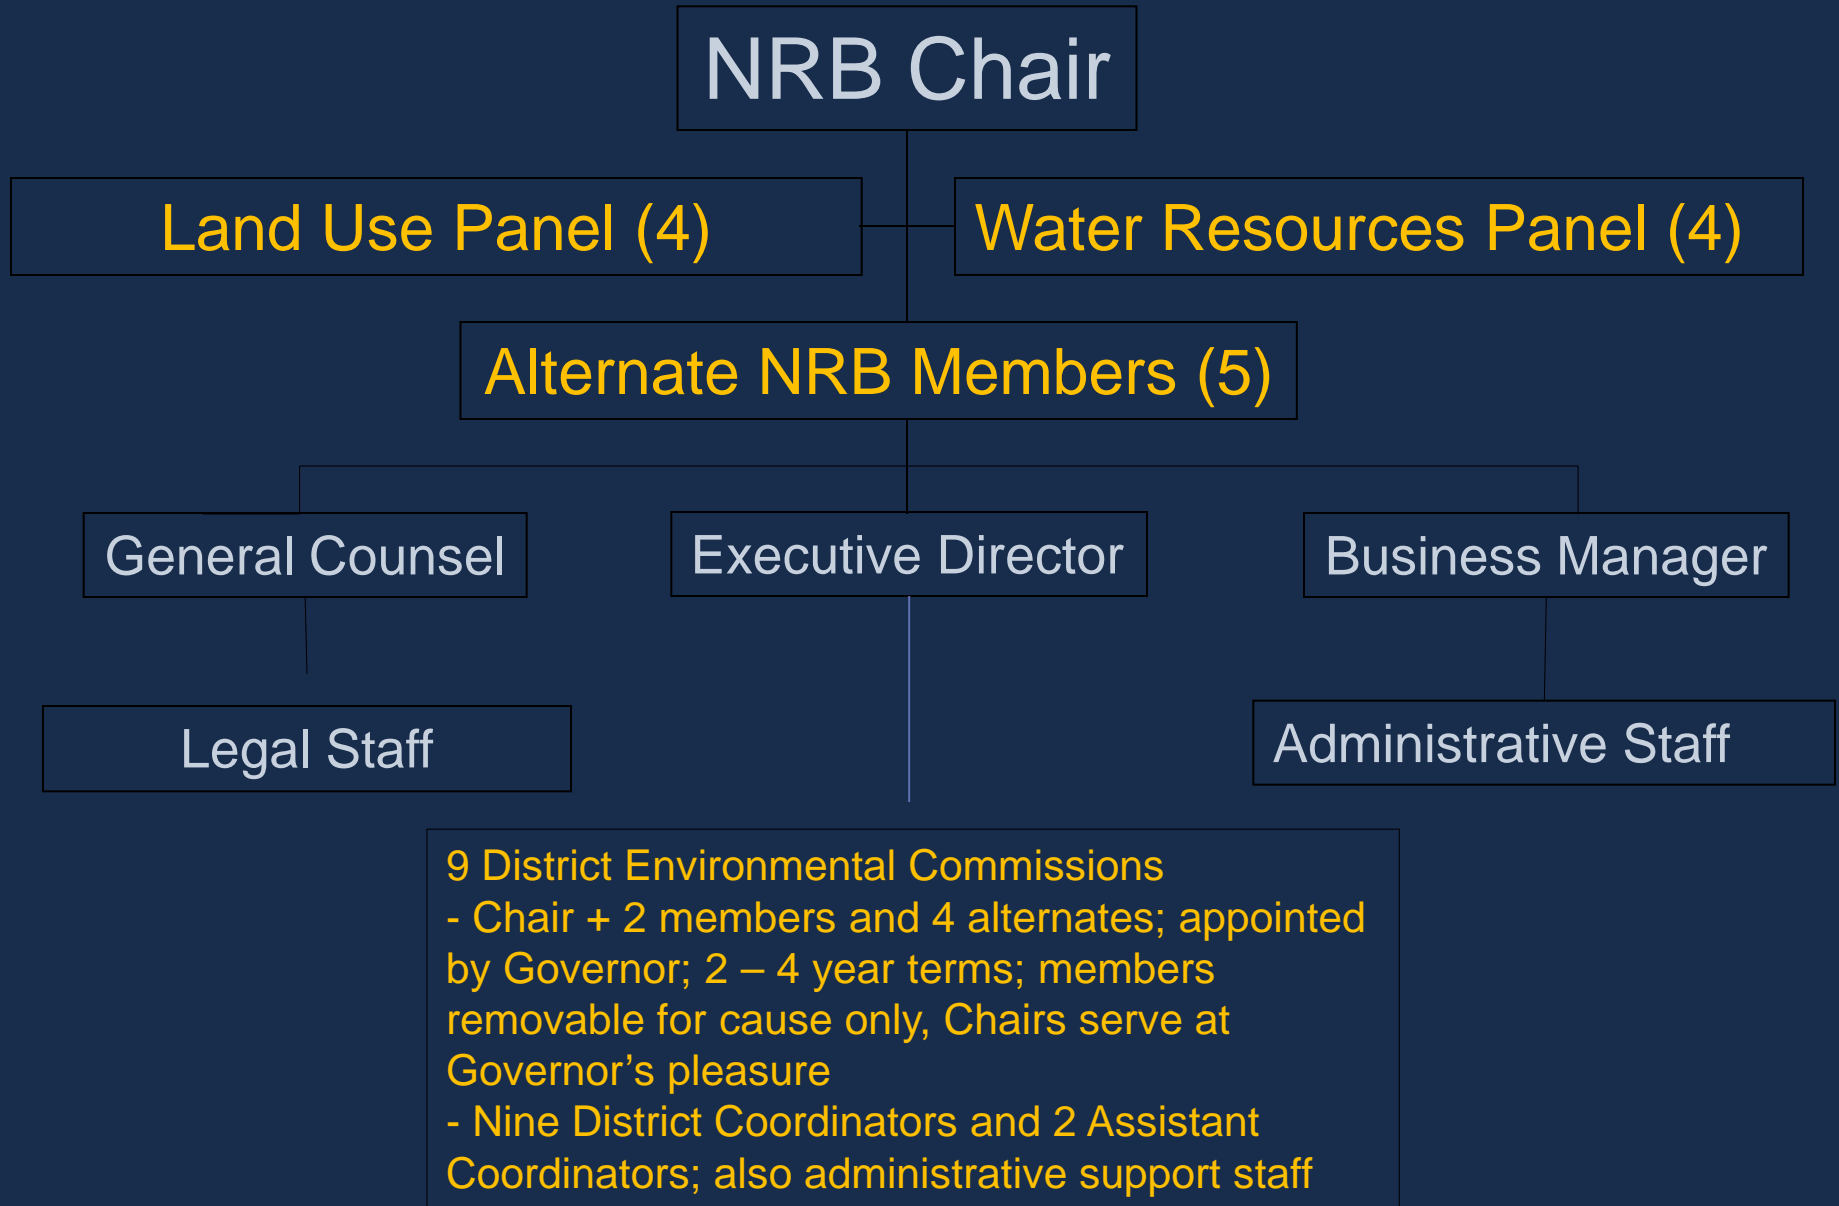 NRB Chair
Land Use Panel (4)
Water Resources Panel (4)
Alternate NRB Members (5)
General Counsel
Executive Director
Business Manager
Legal Staff
Administrative Staff
9 District Environmental Commissions
- Chair + 2 members and 4 alternates; appointed
by Governor; 2 – 4 year terms; members
removable for cause only, Chairs serve at
Governor’s pleasure
- Nine District Coordinators and 2 Assistant
Coordinators; also administrative support staff